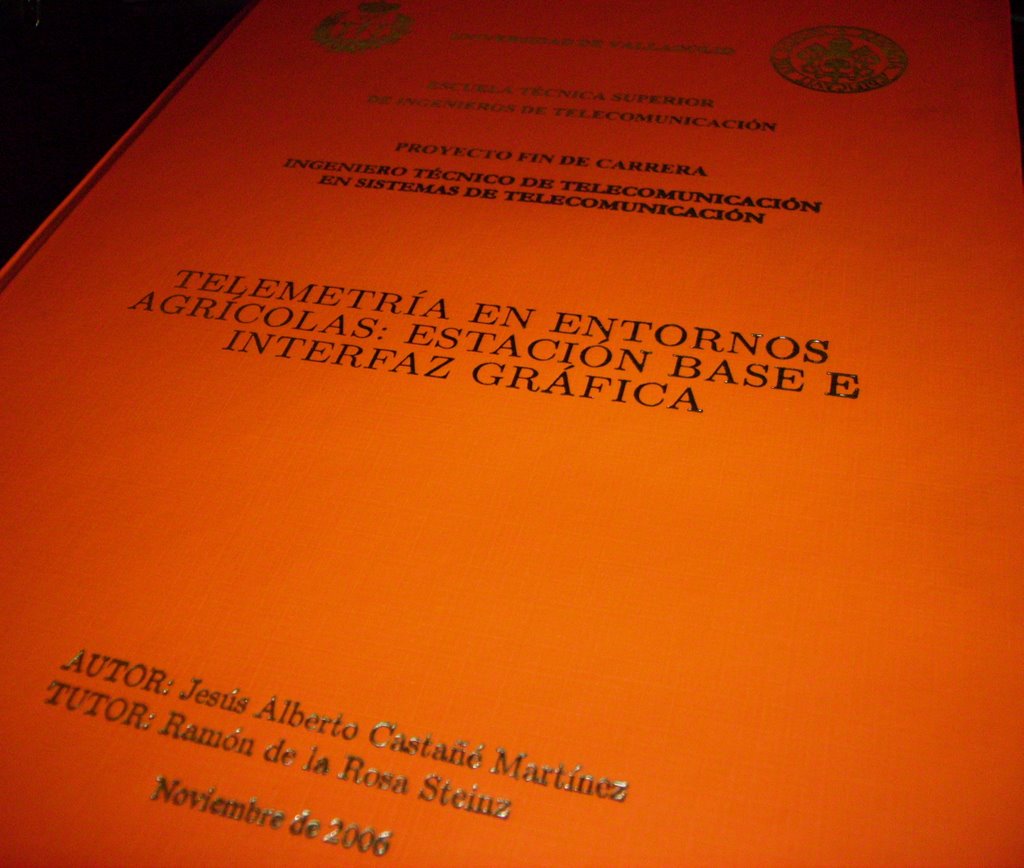 UNIVERSIDAD DE VALLADOLID
ESCUELA TÉCNICA SUPERIOR
DE INGENIEROS DE TELECOMUNICACIÓN
PROYECTO FIN DE CARRERA
INGENIERO TÉCNICO DE TELECOMUNICACIÓN
EN SISTEMAS DE TELECOMUNICACIÓN
TELEMETRÍA EN ENTORNOS
AGRÍCOLAS: ESTACIÓN BASE E
INTERFAZ GRÁFICA
AUTOR: Jesús Alberto Castañé Martínez
TUTOR: Ramón de la Rosa Steinz
Noviembre de 2006